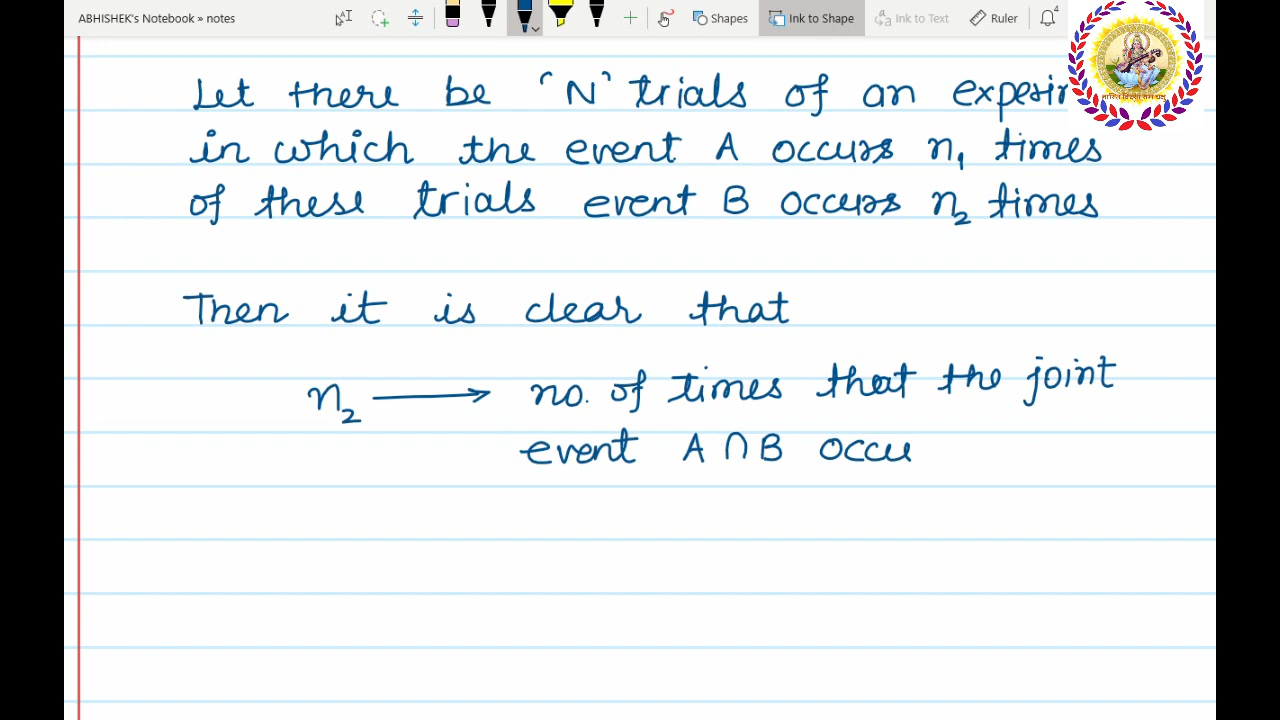 ABHISHEK's Notebook » notes
Shapes
Ink to Shape
Ink to Text
Ruler
4
Let there be 'N' trials of an experi
in which the event A occurs n₁ times
of these trials event B occurs n₂ times
Then it is clear that
n₂ → no. of times that the joint
event A ∩ B occu